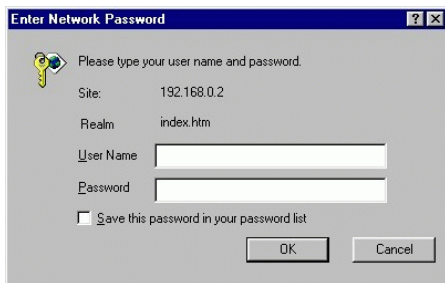 Enter Network Password
Please type your user name and password.
Site: 192.168.0.2
Realm index.htm
User Name
Password
Save this password in your password list
OK Cancel